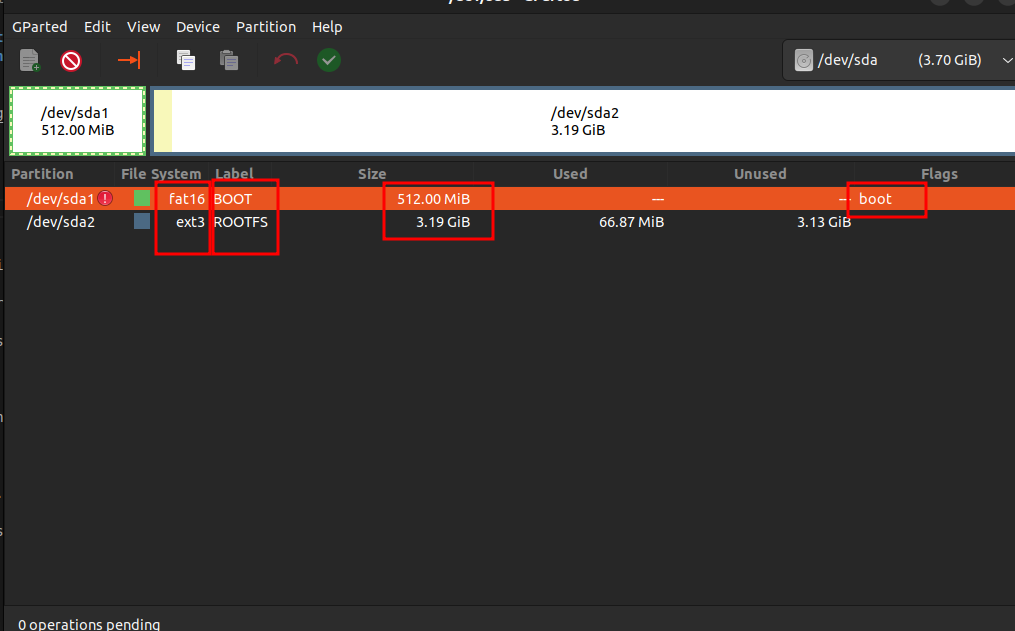 GParted Edit View Device Partition Help
/dev/sda (3.70 GiB)
/dev/sda1
512.00 MiB
/dev/sda2
3.19 GiB
Partition File System Label Size Used Unused Flags
/dev/sda1 fat16 BOOT 512.00 MiB --- --- boot
/dev/sda2 ext3 ROOTFS 3.19 GiB 66.87 MiB 3.13 GiB
0 operations pending